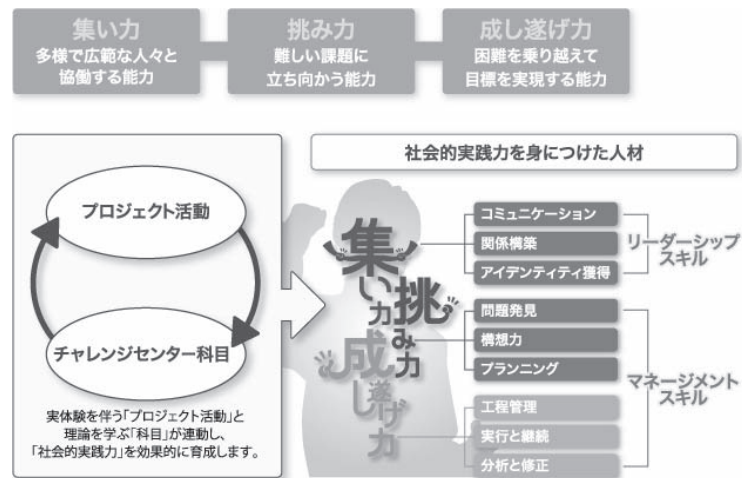 集い力
多様で広範な人々と
協働する能力
挑み力
難しい課題に
立ち向かう能力
成し遂げ力
困難を乗り越えて
目標を実現する能力
プロジェクト活動
チャレンジセンター科目
実体験を伴う「プロジェクト活動」と
理論を学ぶ「科目」が連動し、
「社会的実践力」を効果的に育成します。
社会的実践力を身につけた人材
集い力
挑み力
成し遂げ力
コミュニケーション
関係構築
アイデンティティ獲得
リーダーシップ
スキル
問題発見
構想力
プランニング
工程管理
実行と継続
分析と修正
マネージメント
スキル